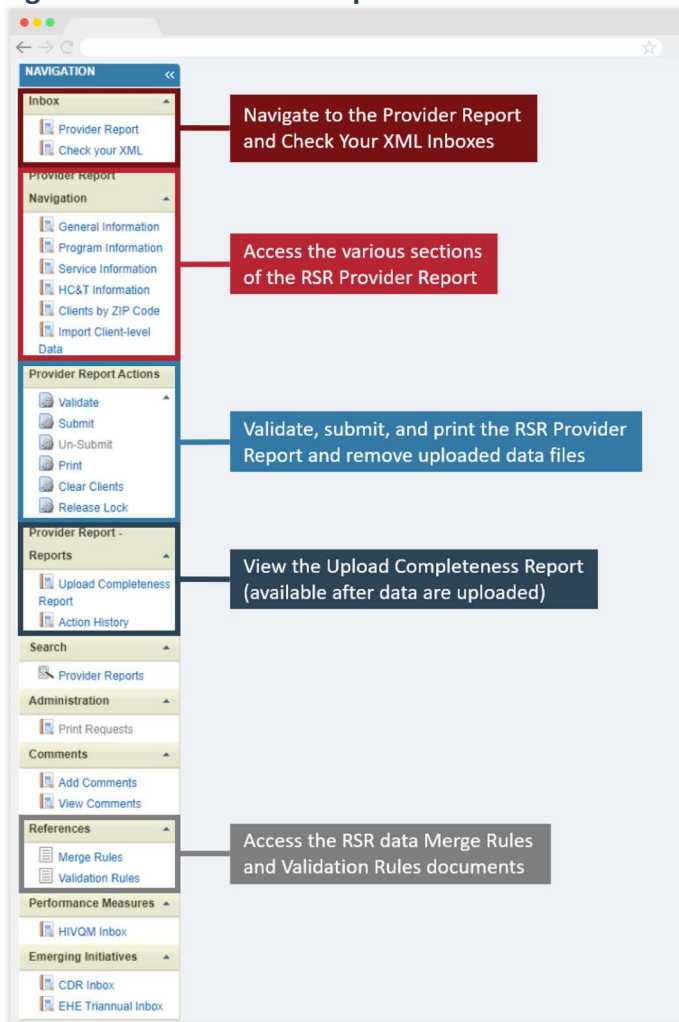 NAVIGATION
Inbox
Provider Report
Check your XML
Navigate to the Provider Report
and Check Your XML Inboxes
Provider Report
Navigation
General Information
Program Information
Service Information
HC&T Information
Clients by ZIP Code
Import Client-level
Data
Access the various sections
of the RSR Provider Report
Provider Report Actions
Validate
Submit
Un-Submit
Print
Clear Clients
Release Lock
Validate, submit, and print the RSR Provider
Report and remove uploaded data files
Provider Report -
Reports
Upload Completeness
Report
Action History
View the Upload Completeness Report
(available after data are uploaded)
Search
Provider Reports
Administration
Print Requests
Comments
Add Comments
View Comments
References
Merge Rules
Validation Rules
Access the RSR data Merge Rules
and Validation Rules documents
Performance Measures
HIVQM Inbox
Emerging Initiatives
CDR Inbox
EHE Triannual Inbox